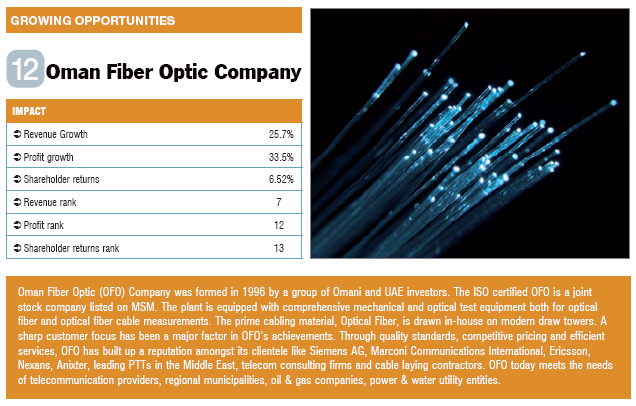 GROWING OPPORTUNITIES
12 Oman Fiber Optic Company
IMPACT
➲ Revenue Growth 25.7%
➲ Profit growth 33.5%
➲ Shareholder returns 6.52%
➲ Revenue rank 7
➲ Profit rank 12
➲ Shareholder returns rank 13
Oman Fiber Optic (OFO) Company was formed in 1996 by a group of Omani and UAE investors. The ISO certified OFO is a joint
stock company listed on MSM. The plant is equipped with comprehensive mechanical and optical test equipment both for optical
fiber and optical fiber cable measurements. The prime cabling material, Optical Fiber, is drawn in-house on modern draw towers. A
sharp customer focus has been a major factor in OFO's achievements. Through quality standards, competitive pricing and efficient
services, OFO has built up a reputation amongst its clientele like Siemens AG, Marconi Communications International, Ericsson,
Nexans, Anixter, leading PTTs in the Middle East, telecom consulting firms and cable laying contractors. OFO today meets the needs
of telecommunication providers, regional municipalities, oil & gas companies, power & water utility entities.